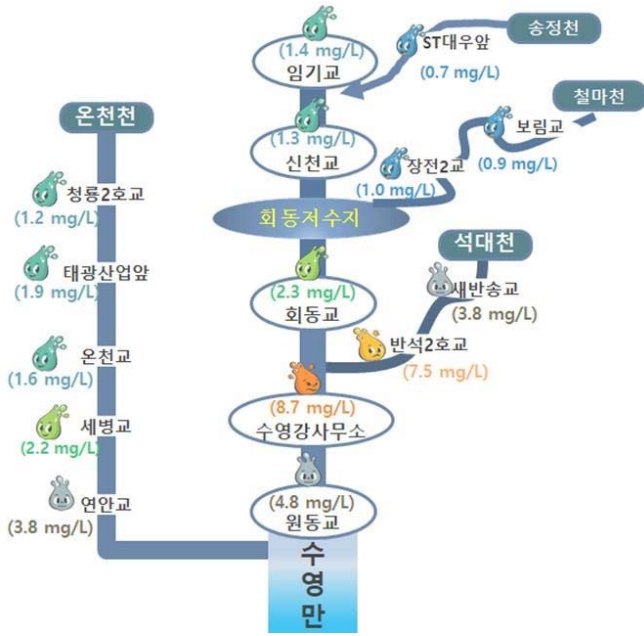 송정천
ST대우앞
(0.7 mg/L)
(1.4 mg/L)
임기교
철마천
보림교
(0.9 mg/L)
장전2교
(1.0 mg/L)
(1.3 mg/L)
신천교
회동저수지
온천천
청룡2호교
(1.2 mg/L)
태광산업앞
(1.9 mg/L)
온천교
(1.6 mg/L)
세병교
(2.2 mg/L)
연안교
(3.8 mg/L)
(2.3 mg/L)
회동교
석대천
새반송교
(3.8 mg/L)
반석2호교
(7.5 mg/L)
(8.7 mg/L)
수영강사무소
(4.8 mg/L)
원동교
수
영
만